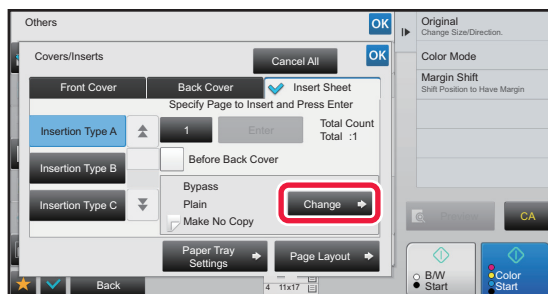 Others
OK
Covers/Inserts
Cancel All
OK
Front Cover
Back Cover
Insert Sheet
Specify Page to Insert and Press Enter
Insertion Type A
1
Enter
Total Count
Total :1
Insertion Type B
Before Back Cover
Insertion Type C
Bypass
Plain
Make No Copy
Change
Paper Tray
Settings
Page Layout
Back
4 11x17
Original
Change Size/Direction.
Color Mode
Margin Shift
Shift Position to Have Margin
Preview
CA
B/W
Start
Color
Start